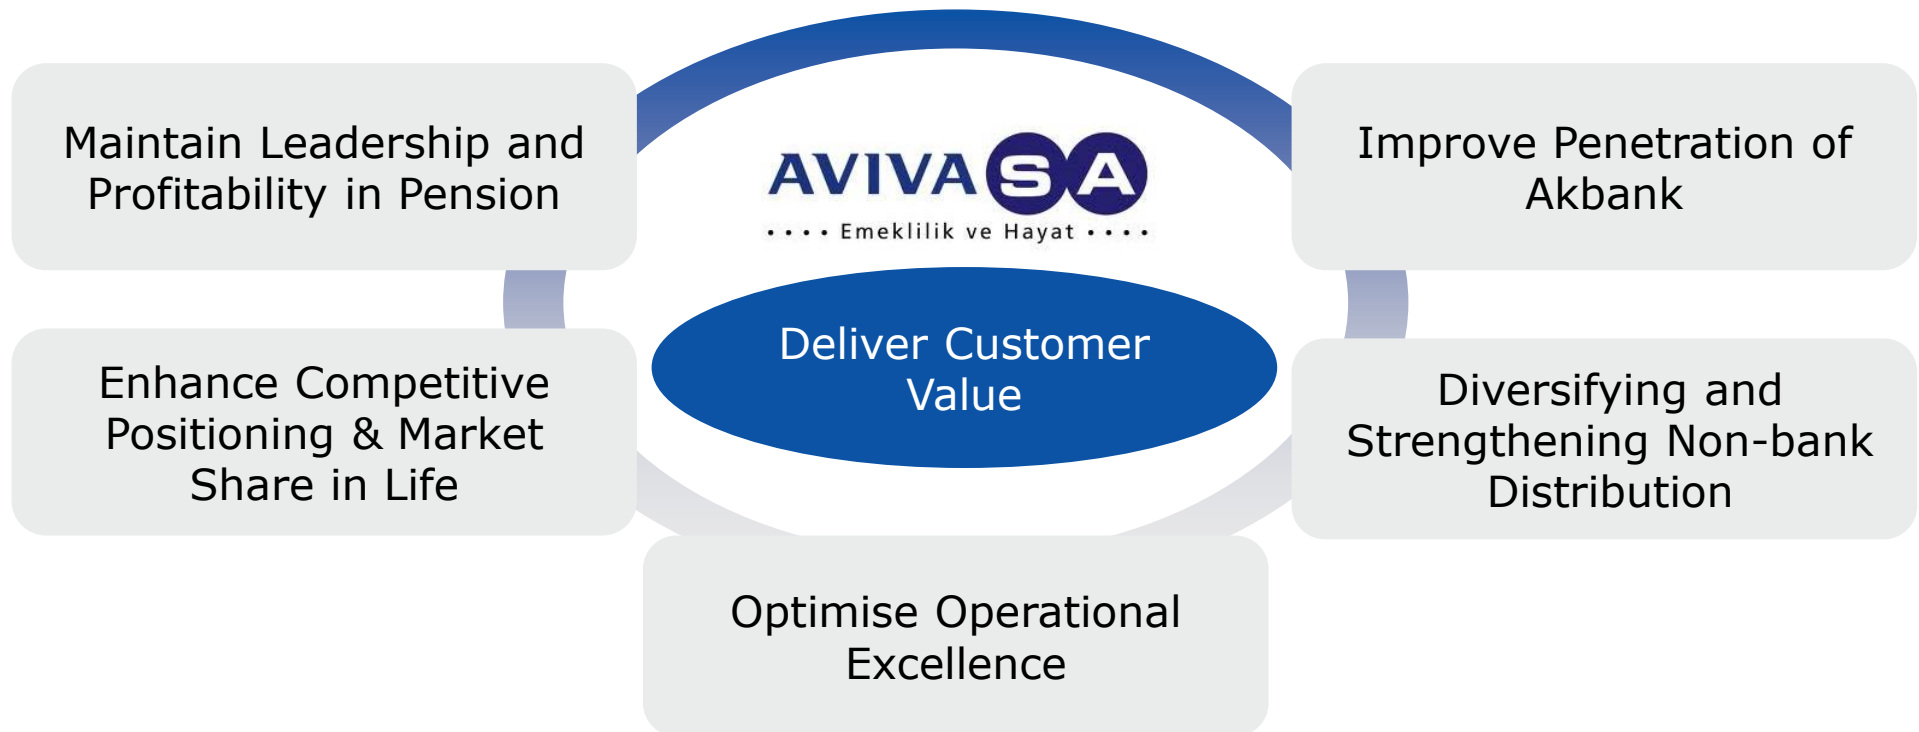 Maintain Leadership and
Profitability in Pension
AVIVASA
•••• Emeklilik ve Hayat ••••
Improve Penetration of
Akbank
Enhance Competitive
Positioning & Market
Share in Life
Deliver Customer
Value
Diversifying and
Strengthening Non-bank
Distribution
Optimise Operational
Excellence